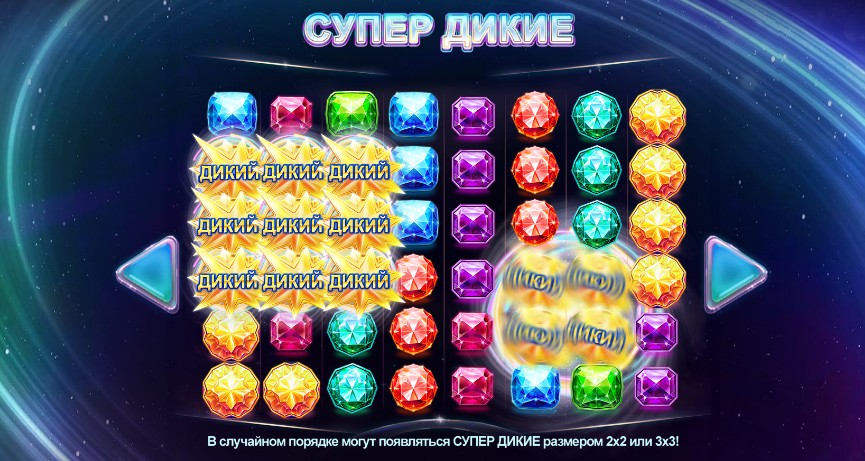 СУПЕР ДИКИЕ
ДИКИЙ ДИКИЙ ДИКИЙ
ДИКИЙ ДИКИЙ ДИКИЙ
ДИКИЙ ДИКИЙ ДИКИЙ
В случайном порядке могут появляться СУПЕР ДИКИЕ размером 2x2 или 3x3!